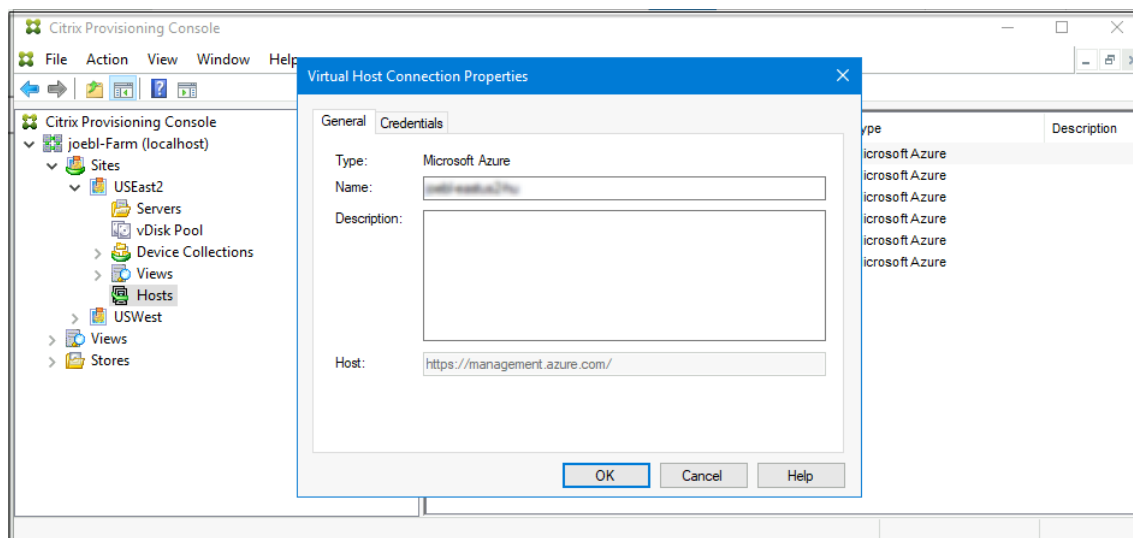 Citrix Provisioning Console
File Action View Window Help
Virtual Host Connection Properties
Citrix Provisioning Console
joebl-Farm (localhost)
Sites
USEast2
Servers
vDisk Pool
Device Collections
Views
Hosts
USWest
Views
Stores
General Credentials
Type: Microsoft Azure
Name:
Description:
Host: https://management.azure.com/
OK Cancel Help
ype Description
icrosoft Azure
icrosoft Azure
icrosoft Azure
icrosoft Azure
icrosoft Azure
icrosoft Azure